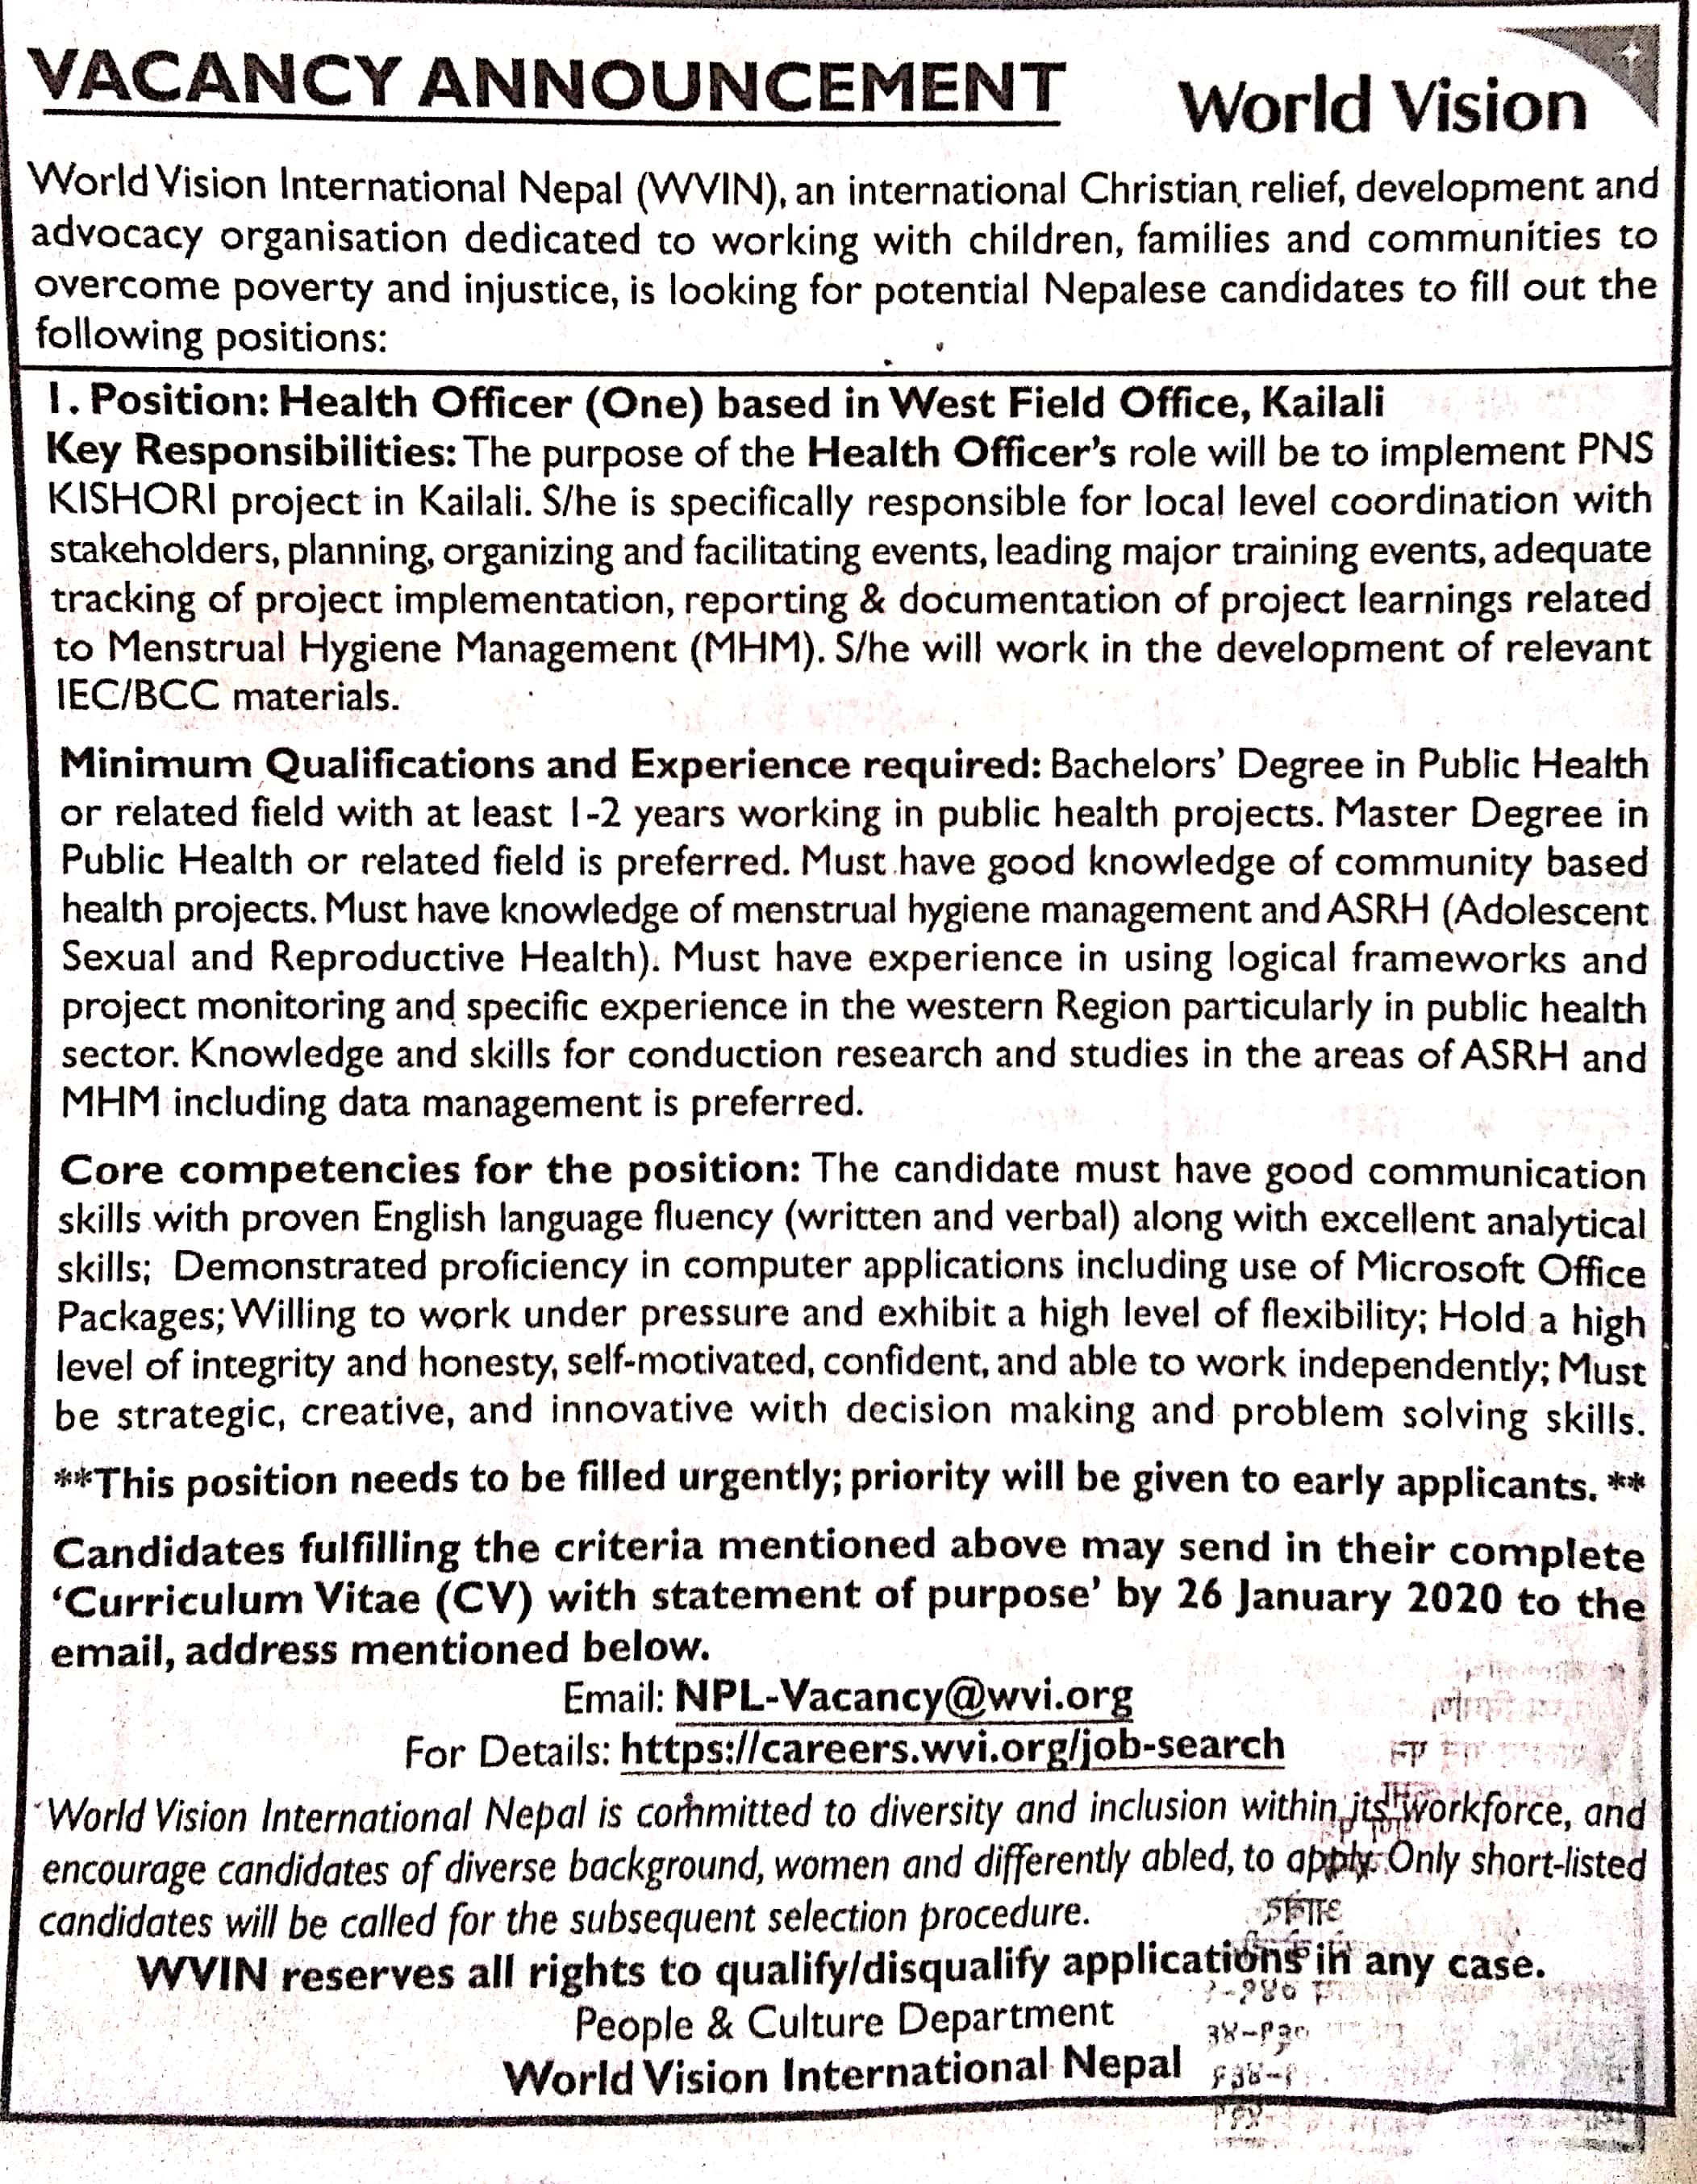 VACANCY ANNOUNCEMENT
World Vision
World Vision International Nepal (WVIN), an international Christian relief, development and
advocacy organisation dedicated to working with children, families and communities to
overcome poverty and injustice, is looking for potential Nepalese candidates to fill out the
following positions:
1. Position: Health Officer (One) based in West Field Office, Kailali
Key Responsibilities: The purpose of the Health Officer's role will be to implement PNS
KISHORI project in Kailali. S/he is specifically responsible for local level coordination with
stakeholders, planning, organizing and facilitating events, leading major training events, adequate
tracking of project implementation, reporting & documentation of project learnings related
to Menstrual Hygiene Management (MHM). S/he will work in the development of relevant
IEC/BCC materials.
Minimum Qualifications and Experience required: Bachelors' Degree in Public Health
or related field with at least 1-2 years working in public health projects. Master Degree in
Public Health or related field is preferred. Must have good knowledge of community based
health projects. Must have knowledge of menstrual hygiene management and ASRH (Adolescent
Sexual and Reproductive Health). Must have experience in using logical frameworks and
project monitoring and specific experience in the western Region particularly in public health
sector. Knowledge and skills for conduction research and studies in the areas of ASRH and
MHM including data management is preferred.
Core competencies for the position: The candidate must have good communication
skills with proven English language fluency (written and verbal) along with excellent analytical
skills; Demonstrated proficiency in computer applications including use of Microsoft Office
Packages; Willing to work under pressure and exhibit a high level of flexibility; Hold a high
level of integrity and honesty, self-motivated, confident, and able to work independently; Must
be strategic, creative, and innovative with decision making and problem solving skills.
**This position needs to be filled urgently; priority will be given to early applicants. **
Candidates fulfilling the criteria mentioned above may send in their complete
'Curriculum Vitae (CV) with statement of purpose' by 26 January 2020 to the
email, address mentioned below.
Email: NPL-Vacancy@wvi.org
For Details: https://careers.wvi.org/job-search
World Vision International Nepal is committed to diversity and inclusion within its workforce, and
encourage candidates of diverse background, women and differently abled, to apply. Only short-listed
candidates will be called for the subsequent selection procedure.
WVIN reserves all rights to qualify/disqualify applications in any case.
People & Culture Department
World Vision International Nepal